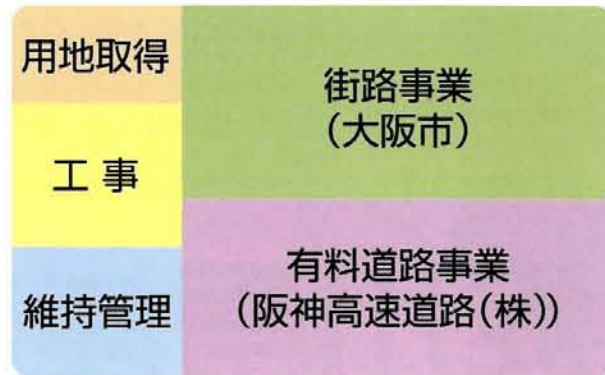 用地取得
工 事
維持管理
街路事業
(大阪市)
有料道路事業
(阪神高速道路(株))